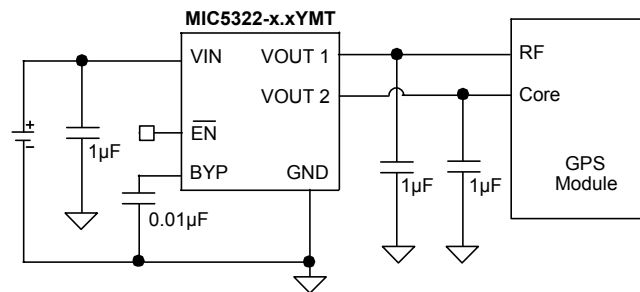 MIC5322-x.xYMT
VIN
VOUT 1
RF
VOUT 2
Core
+
-
EN
1µF
BYP
GND
GPS
Module
1µF
1µF
0.01µF